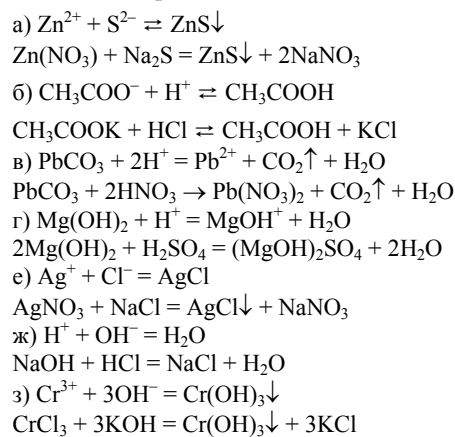 а) Zn²⁺ + S²⁻ ⇄ ZnS↓
Zn(NO₃) + Na₂S = ZnS↓ + 2NaNO₃
б) CH₃COO⁻ + H⁺ ⇄ CH₃COOH
CH₃COOK + HCl ⇄ CH₃COOH + KCl
в) PbCO₃ + 2H⁺ = Pb²⁺ + CO₂↑ + H₂O
PbCO₃ + 2HNO₃ → Pb(NO₃)₂ + CO₂↑ + H₂O
г) Mg(OH)₂ + H⁺ = MgOH⁺ + H₂O
2Mg(OH)₂ + H₂SO₄ = (MgOH)₂SO₄ + 2H₂O
е) Ag⁺ + Cl⁻ = AgCl
AgNO₃ + NaCl = AgCl↓ + NaNO₃
ж) H⁺ + OH⁻ = H₂O
NaOH + HCl = NaCl + H₂O
з) Cr³⁺ + 3OH⁻ = Cr(OH)₃↓
CrCl₃ + 3KOH = Cr(OH)₃↓ + 3KCl